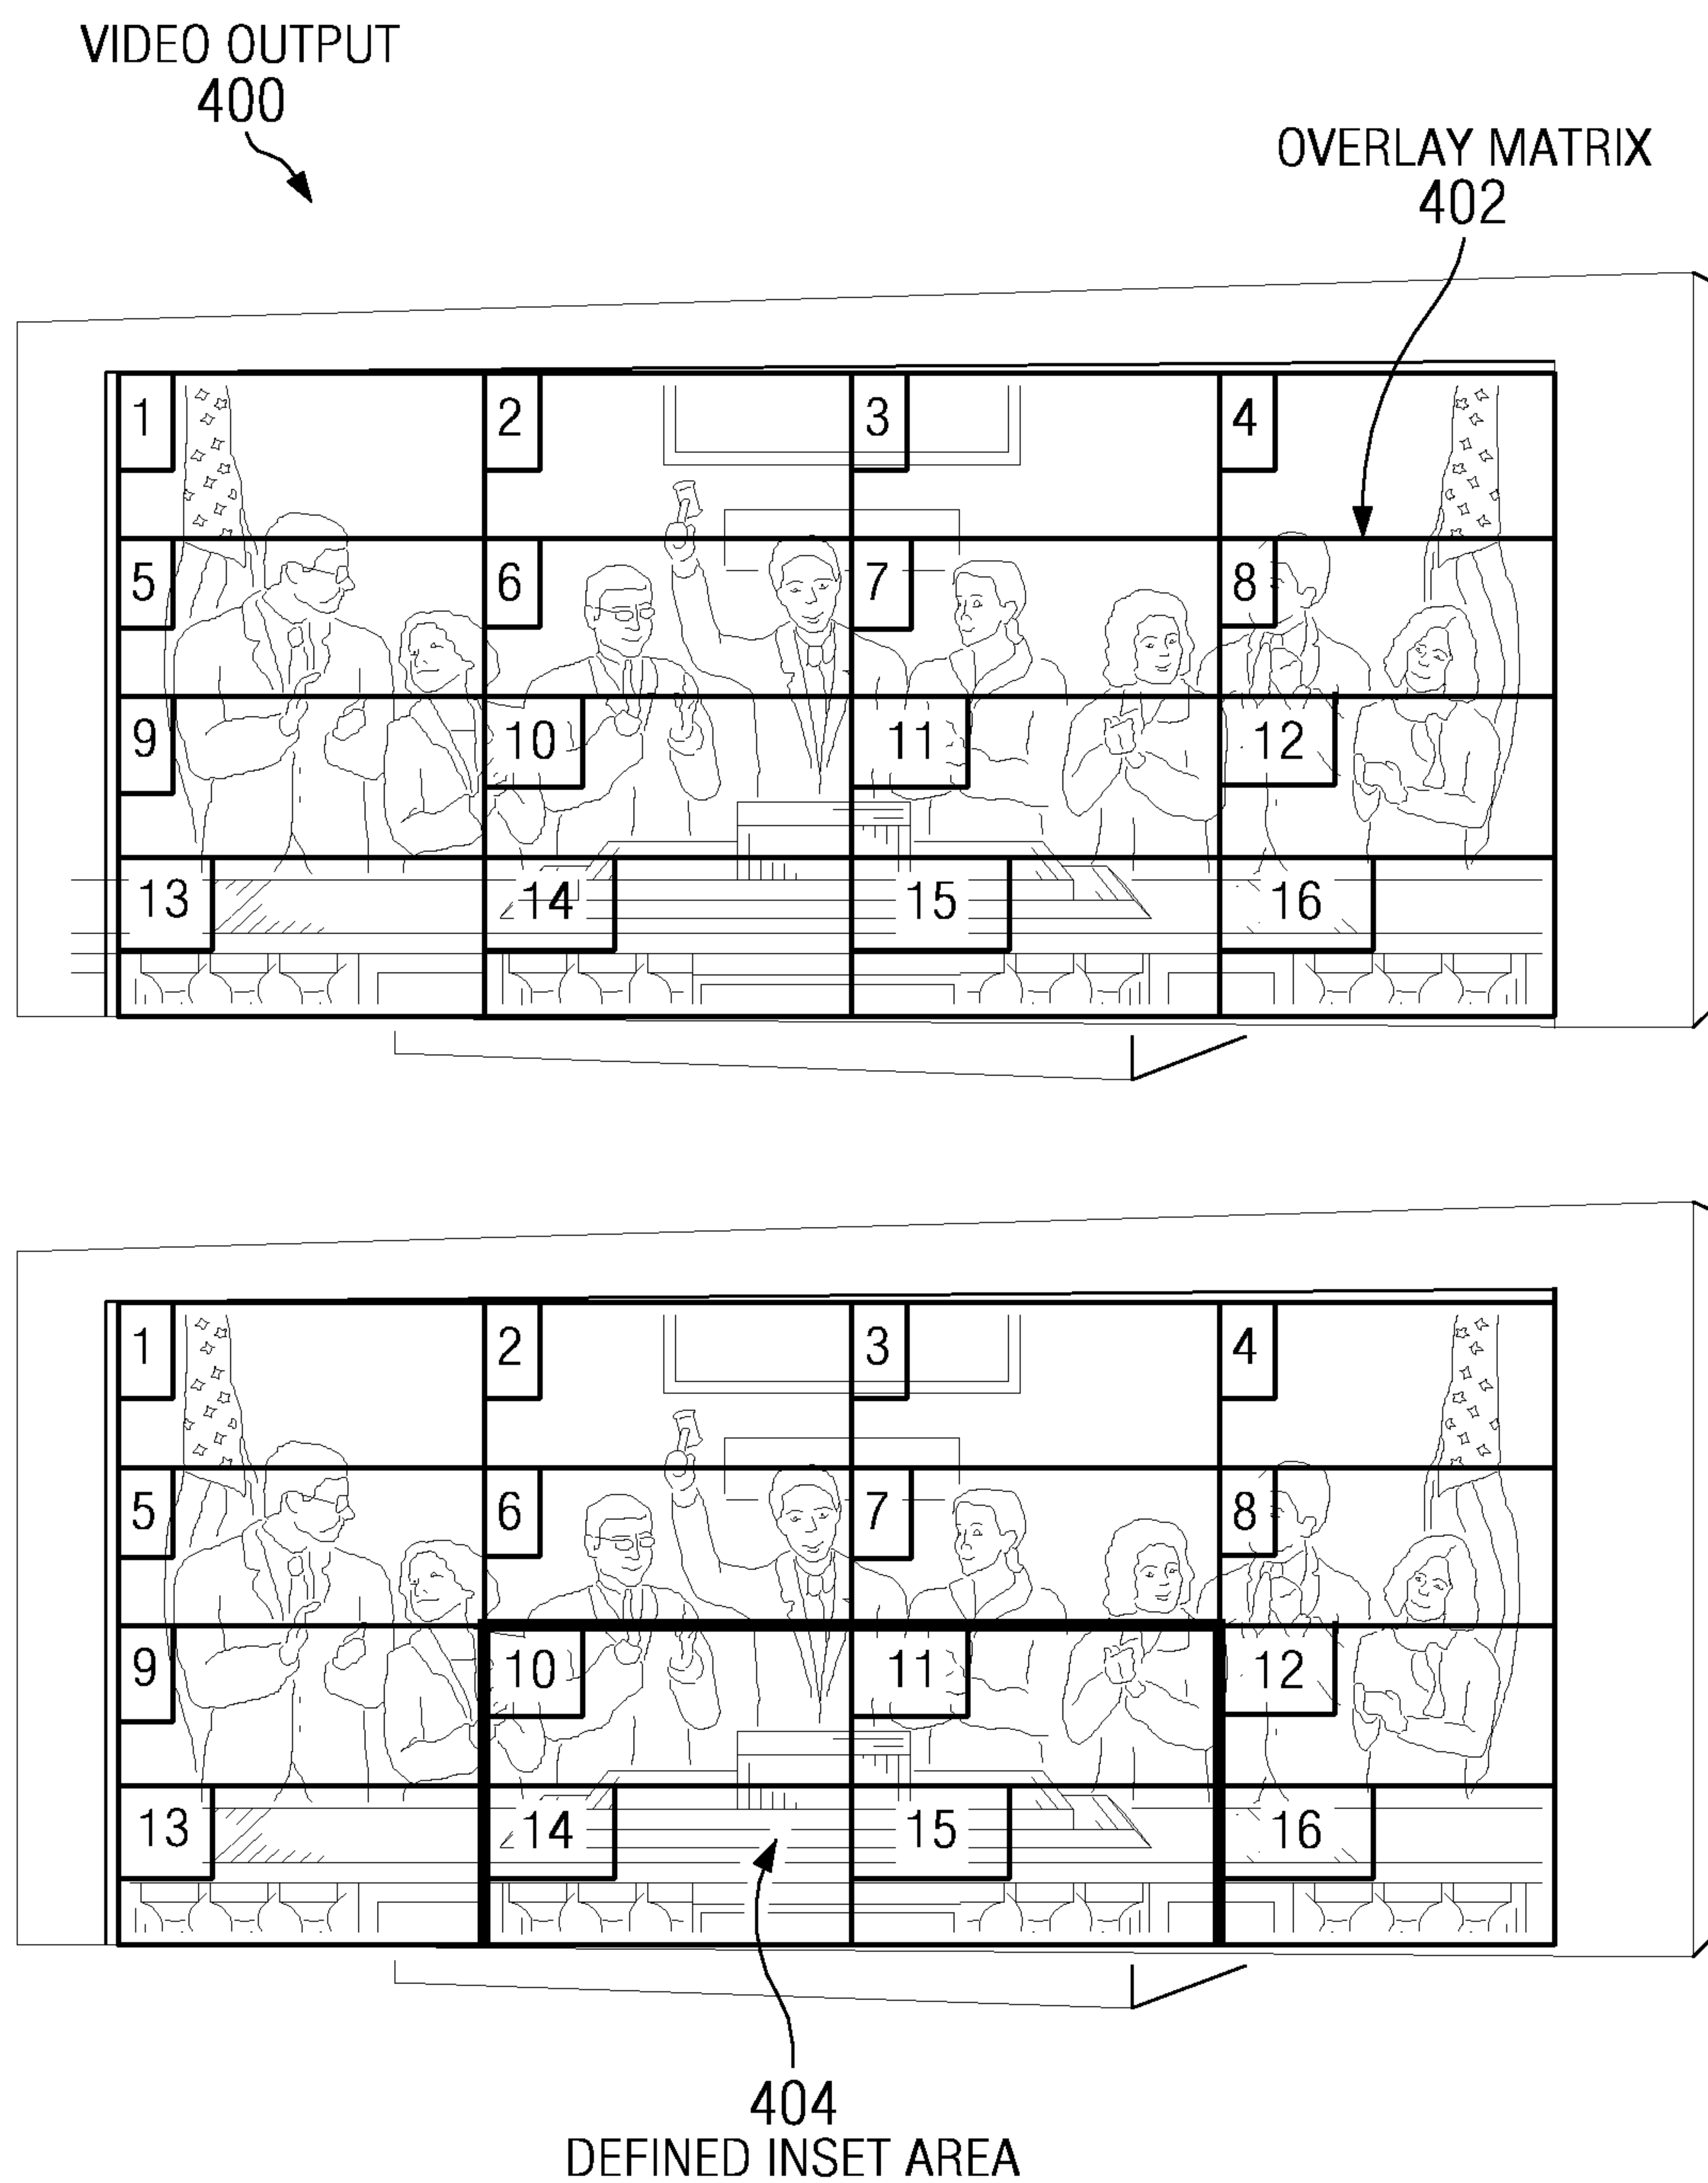 VIDEO OUTPUT
400
OVERLAY MATRIX
402
1 2 3 4
5 6 7 8
9 10 11 12
13 14 15 16
1 2 3 4
5 6 7 8
9 10 11 12
13 14 15 16
404
DEFINED INSET AREA